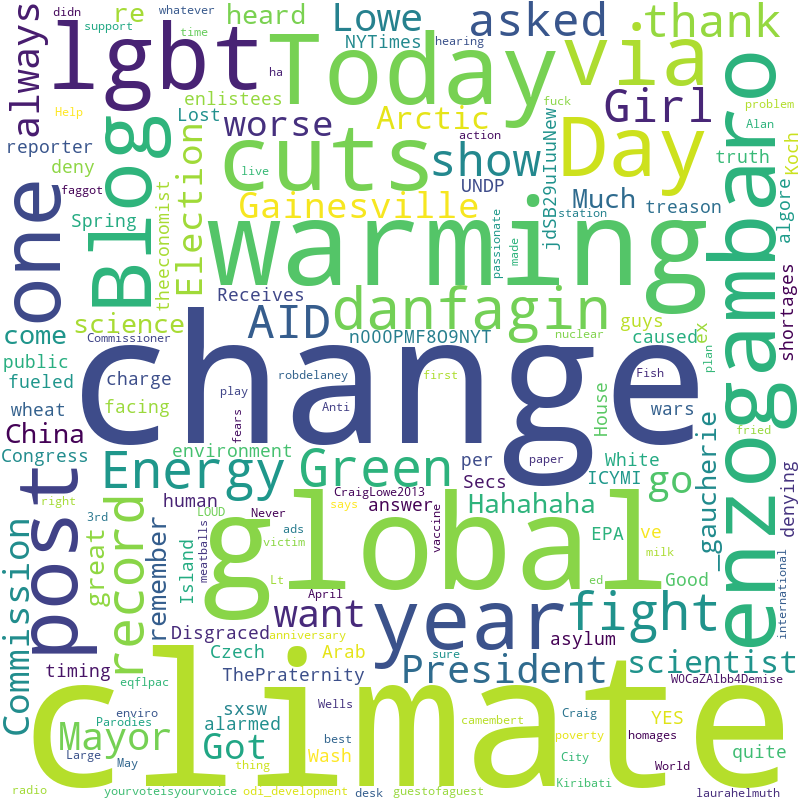 climate
change
global
warming
year
Today
cuts
Day
lgbt
post
one
Blog
via
enzogambaro
danfagin
Energy
Green
AID
fight
President
record
Mayor
Got
want
go
show
worse
asked
thank
Girl
Lowe
always
re
heard
NYTimes
Arctic
Gainesville
Election
enlistees
Lost
reporter
deny
faggot
Spring
theeconomist
science
come
public
fueled
wheat
China
Congress
Commission
charge
facing
Commissioner
Receives
robdelaney
play
fears
Anti
environment
human
n0O0PMF8O9NYT
first
nuclear
guys
caused
ex
wars
Fish
House
White
ICYMI
per
Secs
answer
CraigLowe2013
Hahahaha
_gaucherie
EPA
ve
paper
vaccine
milk
Good
denying
international
fried
plan
shortages
algore
Koch
truth
treason
Alan
problem
Much
jdSB29uIuuNew
station
UNDP
passionate
made
action
hearing
fuck
live
ha
time
support
whatever
didn
Help
right
3rd
great
remember
Island
meatballs
LOUD
ads
victim
Never
says
Lt
April
ed
Disgraced
anniversary
timing
Czech
Arab
asylum
sure
scientist
W0CaZAlbb4Demise
ThePraternity
eqflpac
enviro
Parodies
Large
May
sxsw
alarmed
Wells
best
Wash
thing
camembert
Craig
poverty
City
YES
homages
World
quite
Kiribati
radio
yourvoteisyourvoice
odi_development
desk
guestofaguest
laurahelmuth